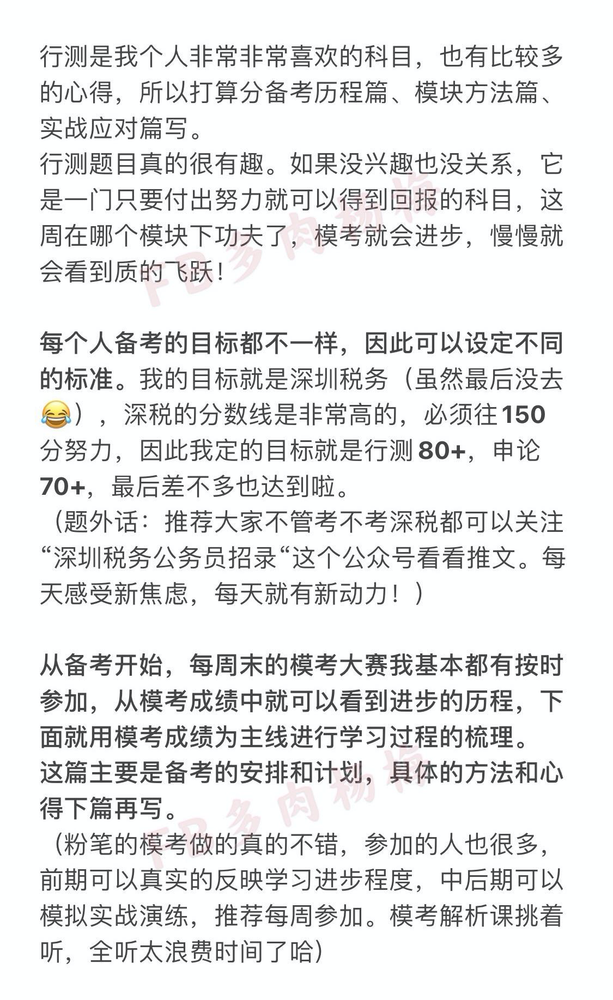 行测是我个人非常非常喜欢的科目，也有比较多
的心得，所以打算分备考历程篇、模块方法篇、
实战应对篇写。
行测题目真的很有趣。如果没兴趣也没关系，它
是一门只要付出努力就可以得到回报的科目，这
周在哪个模块下功夫了，模考就会进步，慢慢就
会看到质的飞跃！
FB多肉杨梅
每个人备考的目标都不一样，因此可以设定不同
的标准。我的目标就是深圳税务（虽然最后没去
😂），深税的分数线是非常高的，必须往150
分努力，因此我定的目标就是行测80+，申论
70+，最后差不多也达到啦。
（题外话：推荐大家不管考不考深税都可以关注
“深圳税务公务员招录“这个公众号看看推文。每
天感受新焦虑，每天就有新动力！）
从备考开始，每周末的模考大赛我基本都有按时
参加，从模考成绩中就可以看到进步的历程，下
面就用模考成绩为主线进行学习过程的梳理。
这篇主要是备考的安排和计划，具体的方法和心
得下篇再写。
FB多肉杨梅
（粉笔的模考做的真的不错，参加的人也很多，
前期可以真实的反映学习进步程度，中后期可以
模拟实战演练，推荐每周参加。模考解析课挑着
听，全听太浪费时间了哈）